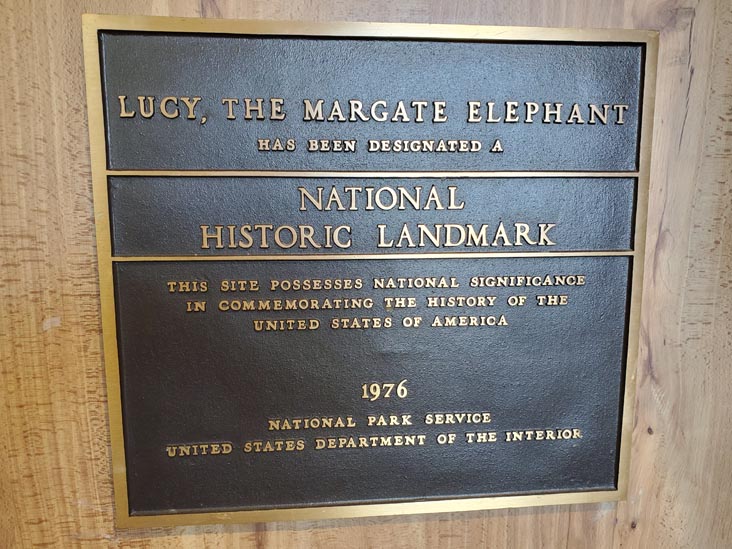 LUCY, THE MARGATE ELEPHANT
HAS BEEN DESIGNATED A
NATIONAL
HISTORIC LANDMARK
THIS SITE POSSESSES NATIONAL SIGNIFICANCE
IN COMMEMORATING THE HISTORY OF THE
UNITED STATES OF AMERICA
1976
NATIONAL PARK SERVICE
UNITED STATES DEPARTMENT OF THE INTERIOR